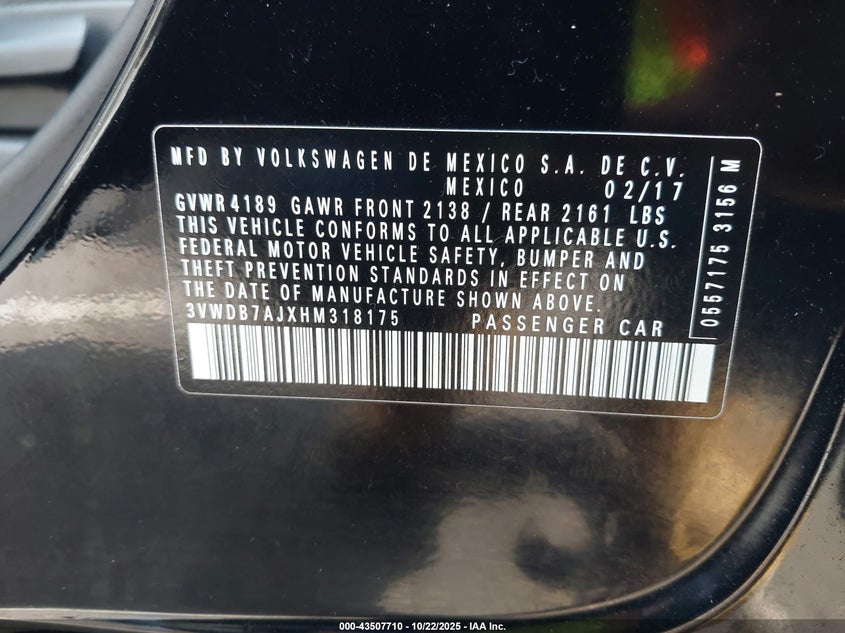 MFD BY VOLKSWAGEN DE MEXICO S.A. DE C.V.
MEXICO 02/17
GVWR 4189 GAWR FRONT 2138 / REAR 2161 LBS
THIS VEHICLE CONFORMS TO ALL APPLICABLE U.S.
FEDERAL MOTOR VEHICLE SAFETY, BUMPER AND
THEFT PREVENTION STANDARDS IN EFFECT ON
THE DATE OF MANUFACTURE SHOWN ABOVE.
3VWDB7AJXHM318175 PASSENGER CAR
0557175 3156 M
000-43507710 - 10/22/2025 - IAA Inc.